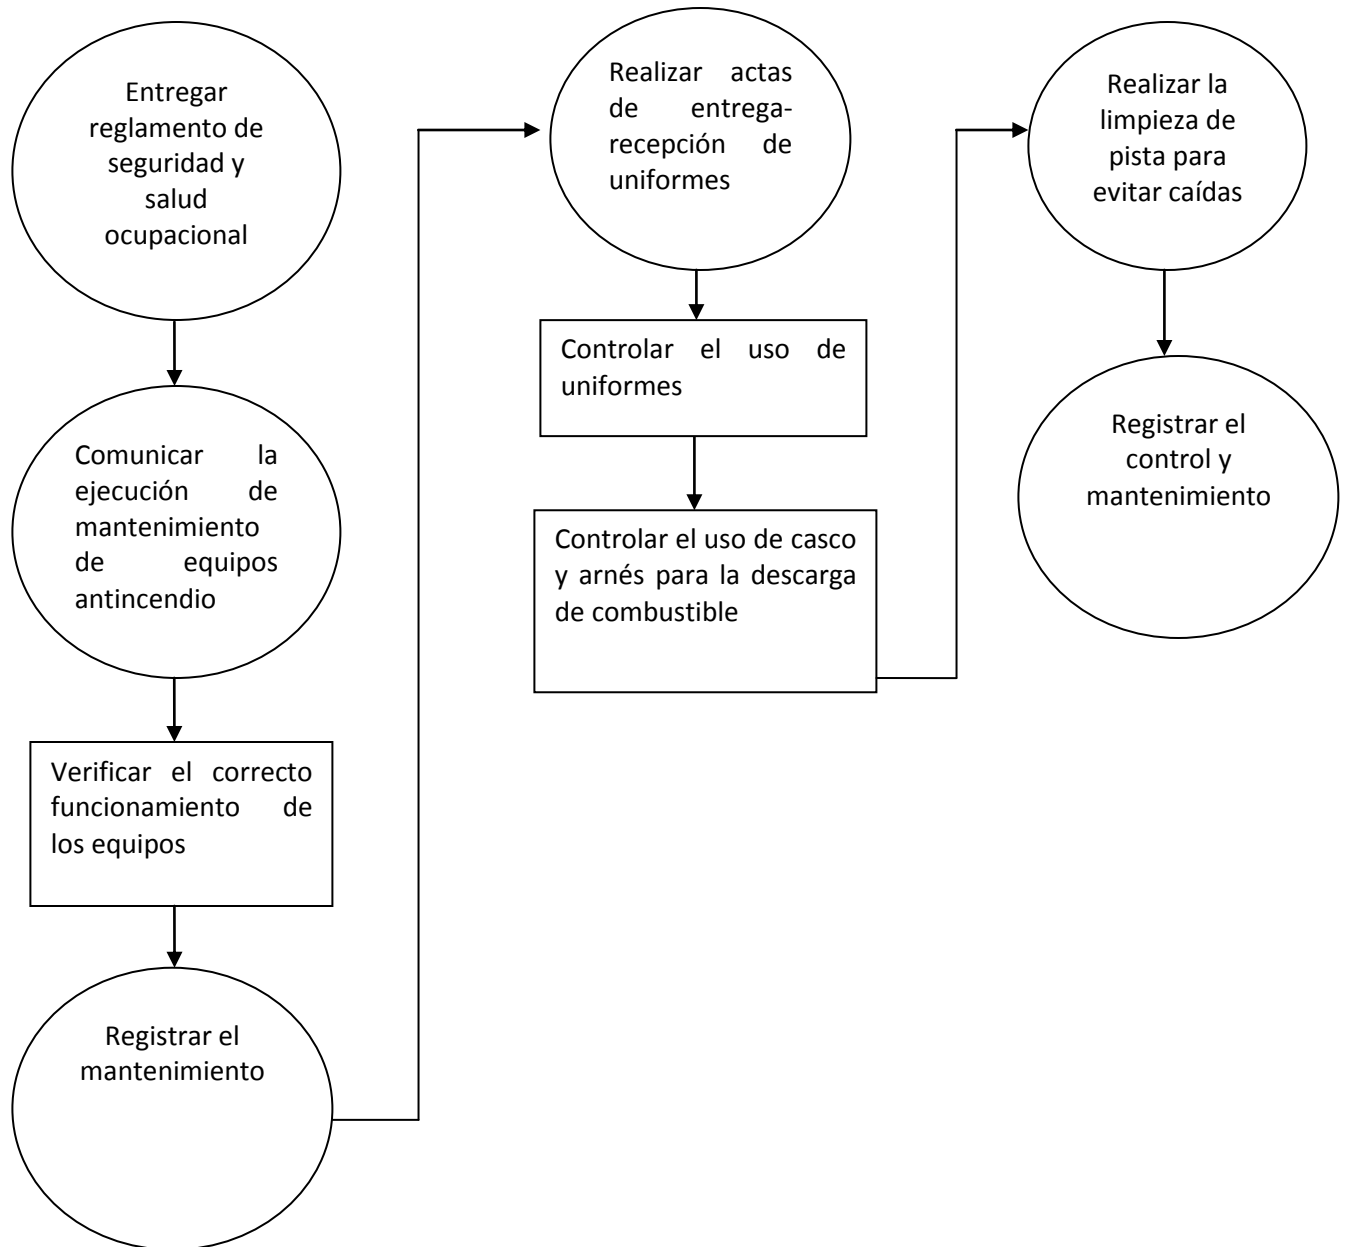 Entregar
reglamento de
seguridad y
salud
ocupacional
Comunicar la
ejecución de
mantenimiento
de equipos
antincendio
Verificar el correcto
funcionamiento de
los equipos
Registrar el
mantenimiento
Realizar actas
de entrega-
recepción de
uniformes
Controlar el uso de
uniformes
Controlar el uso de casco
y arnés para la descarga
de combustible
Realizar la
limpieza de
pista para
evitar caídas
Registrar el
control y
mantenimiento